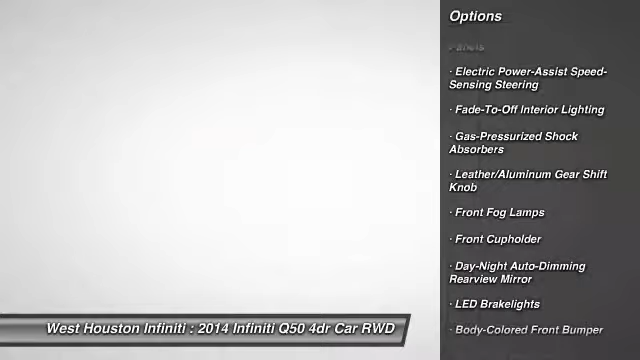 Options
Panels
· Electric Power-Assist Speed-
Sensing Steering
· Fade-To-Off Interior Lighting
· Gas-Pressurized Shock
Absorbers
· Leather/Aluminum Gear Shift
Knob
· Front Fog Lamps
· Front Cupholder
· Day-Night Auto-Dimming
Rearview Mirror
· LED Brakelights
· Body-Colored Front Bumper
West Houston Infiniti : 2014 Infiniti Q50 4dr Car RWD